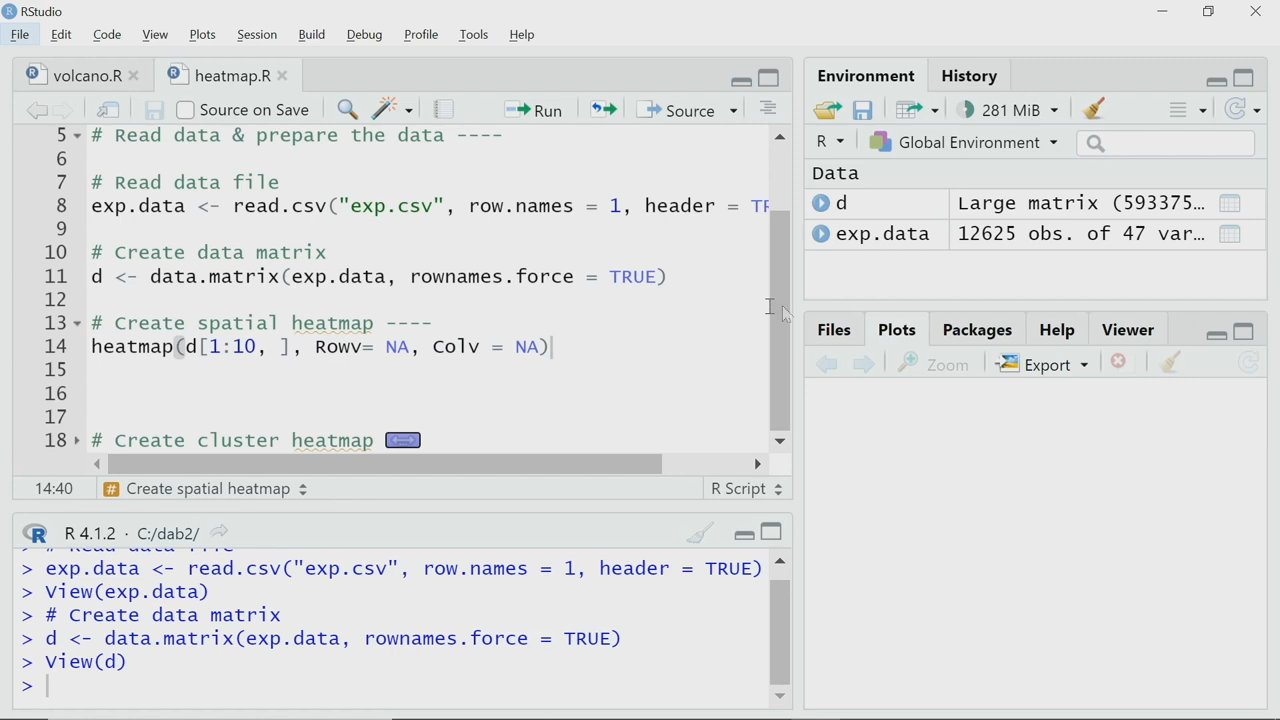 RStudio
File Edit Code View Plots Session Build Debug Profile Tools Help
volcano.R heatmap.R
Source on Save Run Source
5 # Read data & prepare the data ----
6
7 # Read data file
8 exp.data <- read.csv("exp.csv", row.names = 1, header = TR
9
10 # Create data matrix
11 d <- data.matrix(exp.data, rownames.force = TRUE)
12
13 # Create spatial heatmap ----
14 heatmap(d[1:10, ], Rowv= NA, Colv = NA)
15
16
17
18 # Create cluster heatmap
14:40 # Create spatial heatmap R Script
R R 4.1.2 · C:/dab2/
> exp.data <- read.csv("exp.csv", row.names = 1, header = TRUE)
> View(exp.data)
> # Create data matrix
> d <- data.matrix(exp.data, rownames.force = TRUE)
> View(d)
>
Environment History
281 MiB
R Global Environment
Data
d Large matrix (593375...
exp.data 12625 obs. of 47 var...
Files Plots Packages Help Viewer
Zoom Export